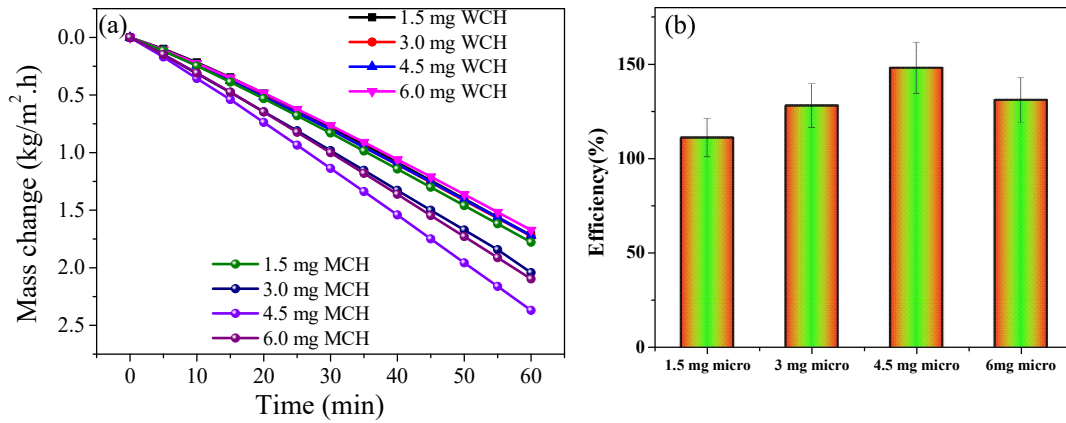 (a)
1.5 mg WCH
3.0 mg WCH
4.5 mg WCH
6.0 mg WCH
0.0
0.5
1.0
1.5
2.0
2.5
Mass change (kg/m².h)
1.5 mg MCH
3.0 mg MCH
4.5 mg MCH
6.0 mg MCH
0 10 20 30 40 50 60
Time (min)
(b)
150
100
50
0
Efficiency(%)
1.5 mg micro 3 mg micro 4.5 mg micro 6mg micro